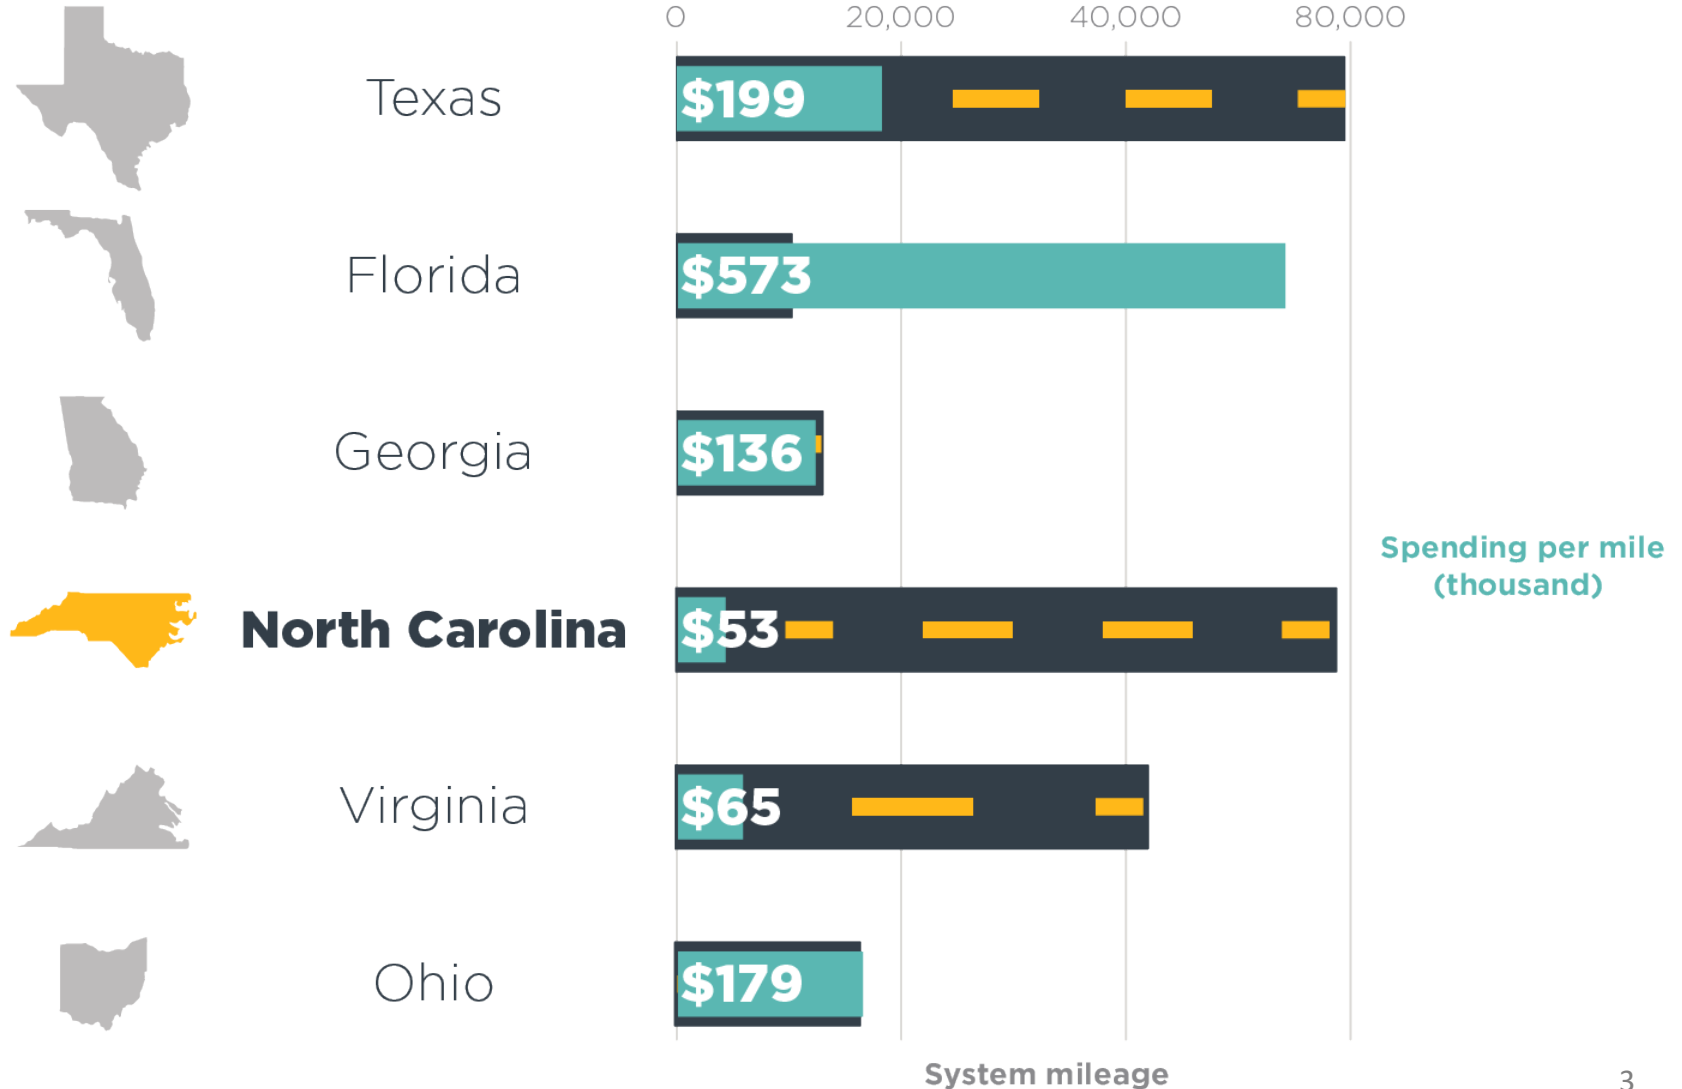 0 20,000 40,000 80,000
Texas $199
Florida $573
Georgia $136
North Carolina $53
Spending per mile
(thousand)
Virginia $65
Ohio $179
System mileage
3